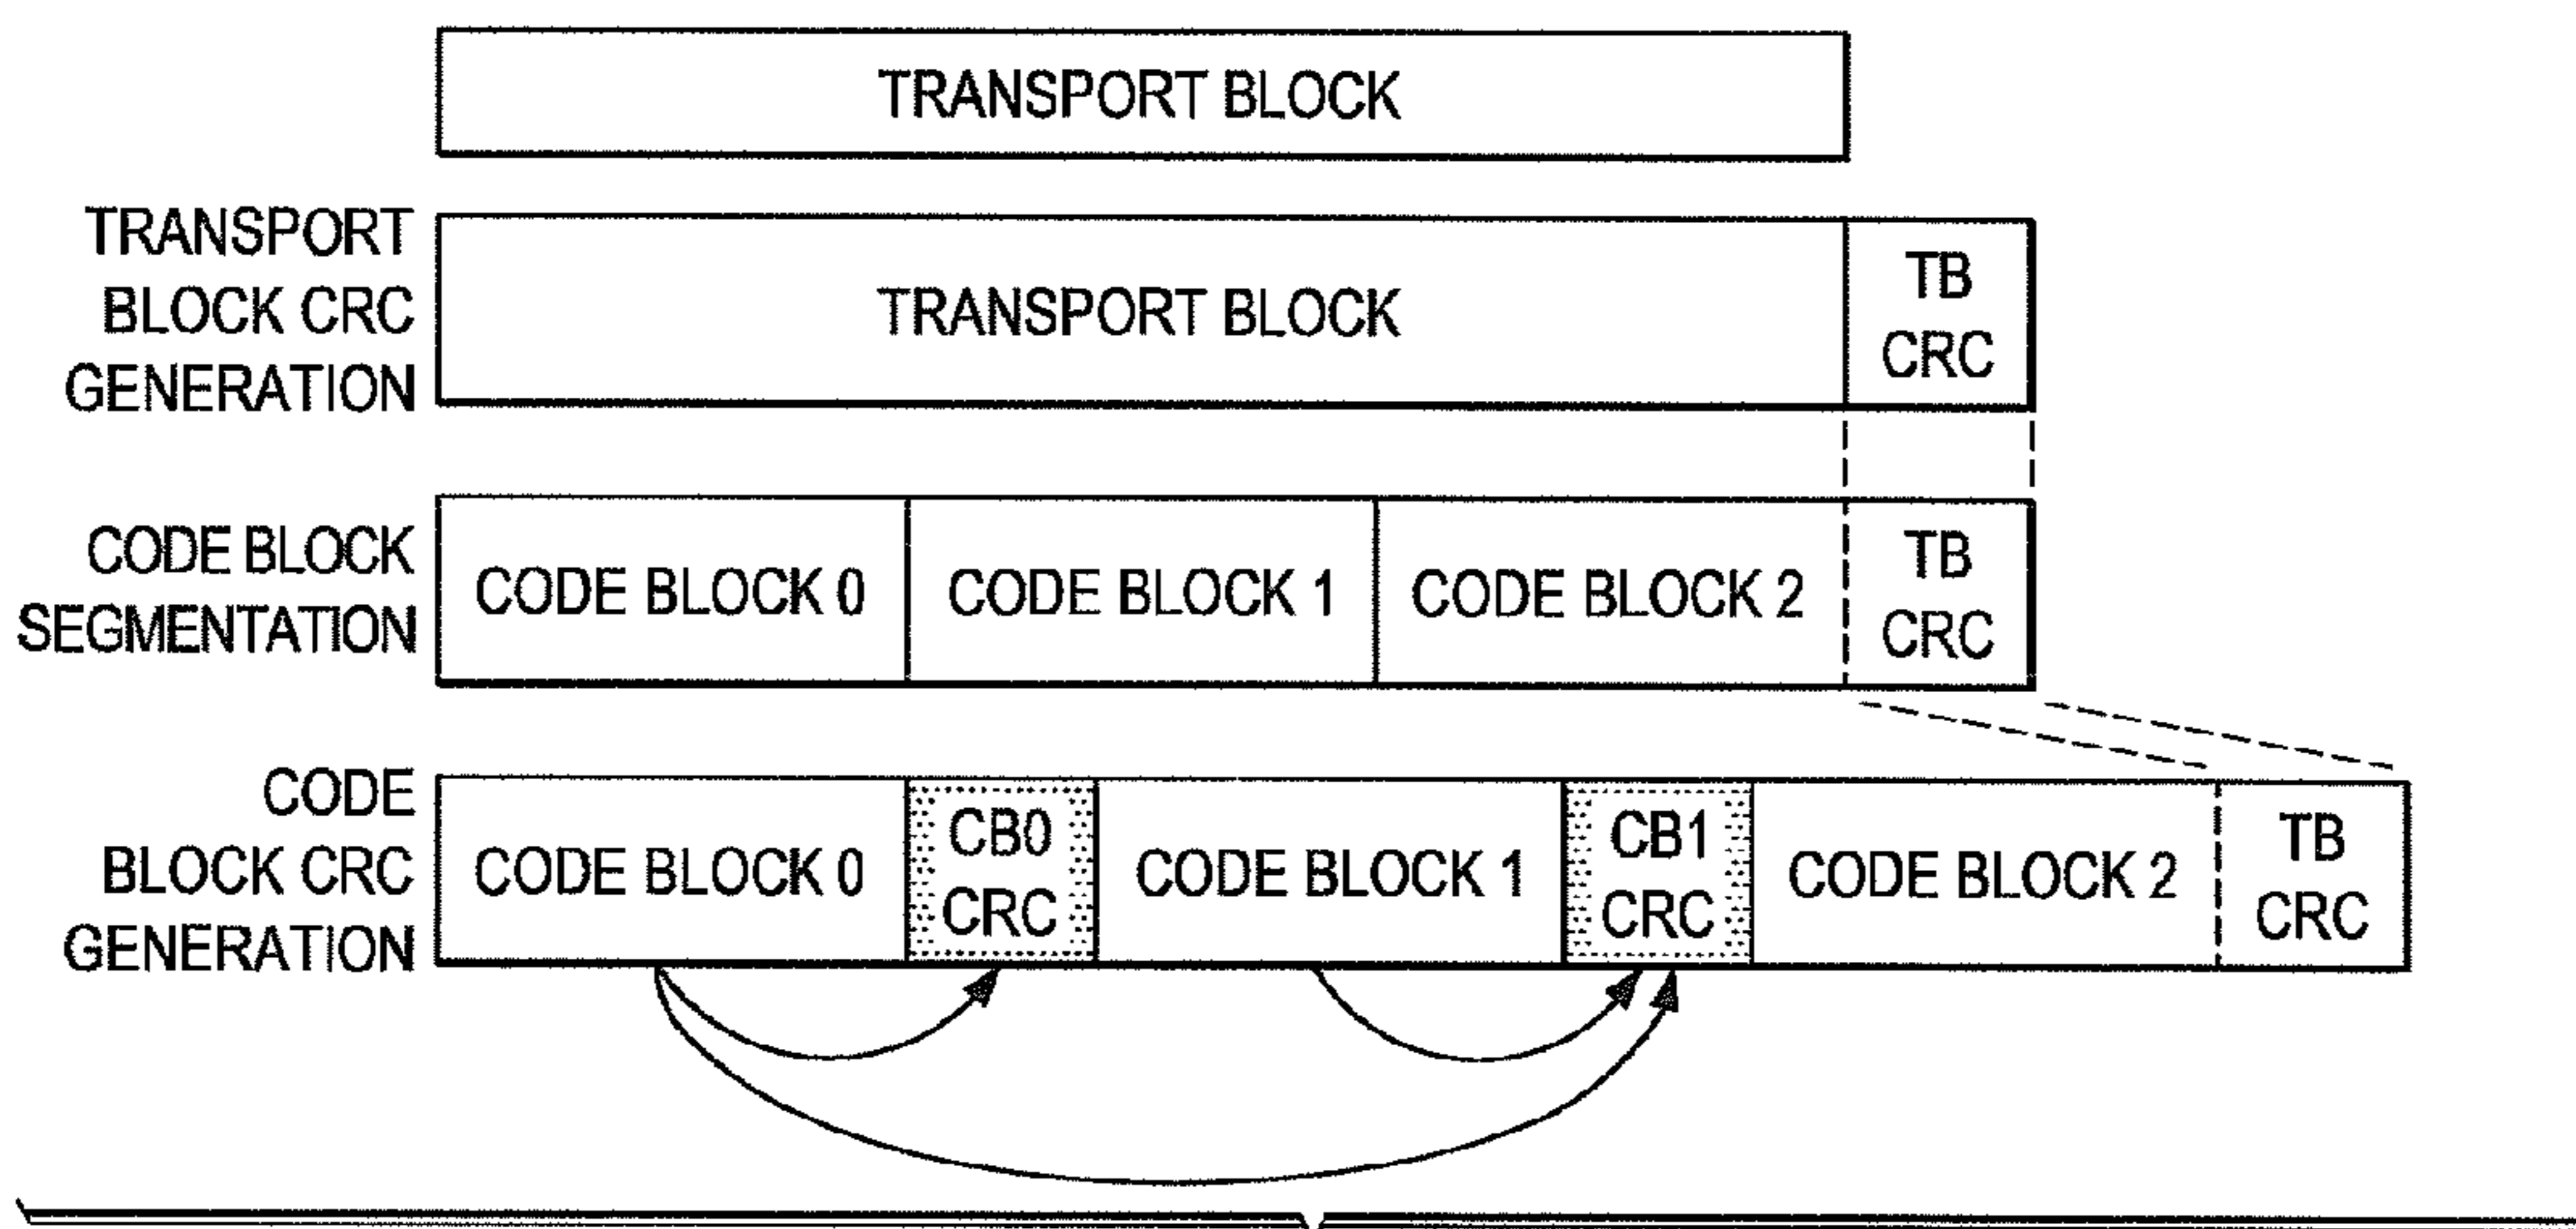 TRANSPORT BLOCK
TRANSPORT
BLOCK CRC
GENERATION
TRANSPORT BLOCK
TB
CRC
CODE BLOCK
SEGMENTATION
CODE BLOCK 0
CODE BLOCK 1
CODE BLOCK 2
TB
CRC
CODE
BLOCK CRC
GENERATION
CODE BLOCK 0
CB0
CRC
CODE BLOCK 1
CB1
CRC
CODE BLOCK 2
TB
CRC